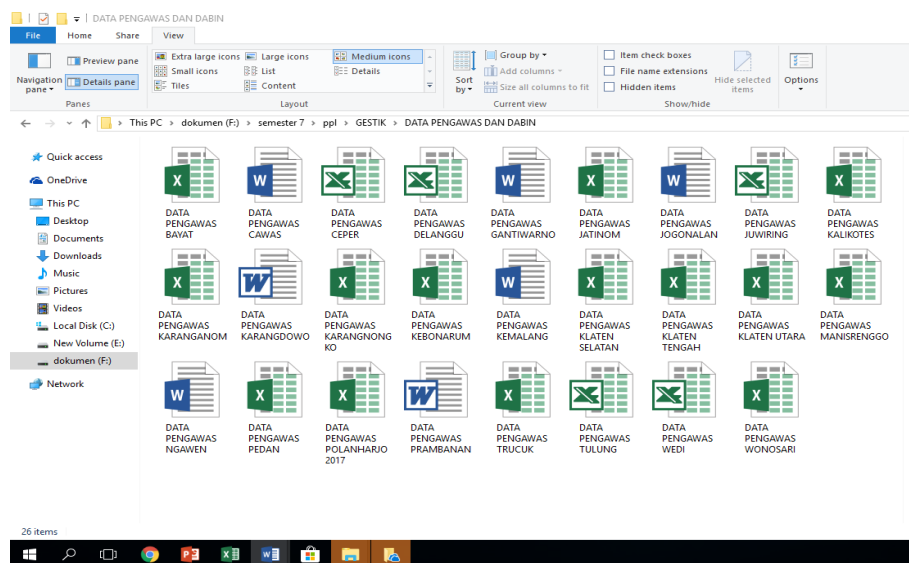 DATA PENGAWAS DAN DABIN
File Home Share View
Navigation pane
Preview pane
Details pane
Panes
Extra large icons Large icons Medium icons
Small icons List Details
Tiles Content
Layout
Sort by
Group by
Add columns
Size all columns to fit
Current view
Item check boxes
File name extensions
Hidden items
Hide selected items
Show/hide
Options
This PC > dokumen (F:) > semester 7 > ppl > GESTIK > DATA PENGAWAS DAN DABIN
Quick access
OneDrive
This PC
Desktop
Documents
Downloads
Music
Pictures
Videos
Local Disk (C:)
New Volume (E:)
dokumen (F:)
Network
DATA PENGAWAS BAYAT
DATA PENGAWAS CAWAS
DATA PENGAWAS CEPER
DATA PENGAWAS DELANGGU
DATA PENGAWAS GANTIWARNO
DATA PENGAWAS JATINOM
DATA PENGAWAS JOGONALAN
DATA PENGAWAS JUWIRING
DATA PENGAWAS KALIKOTES
DATA PENGAWAS KARANGANOM
DATA PENGAWAS KARANGDOWO
DATA PENGAWAS KARANGNONGKO
DATA PENGAWAS KEBONARUM
DATA PENGAWAS KEMALANG
DATA PENGAWAS KLATEN SELATAN
DATA PENGAWAS KLATEN TENGAH
DATA PENGAWAS KLATEN UTARA
DATA PENGAWAS MANISRENGGO
DATA PENGAWAS NGAWEN
DATA PENGAWAS PEDAN
DATA PENGAWAS POLANHARJO 2017
DATA PENGAWAS PRAMBANAN
DATA PENGAWAS TRUCUK
DATA PENGAWAS TULUNG
DATA PENGAWAS WEDI
DATA PENGAWAS WONOSARI
26 items